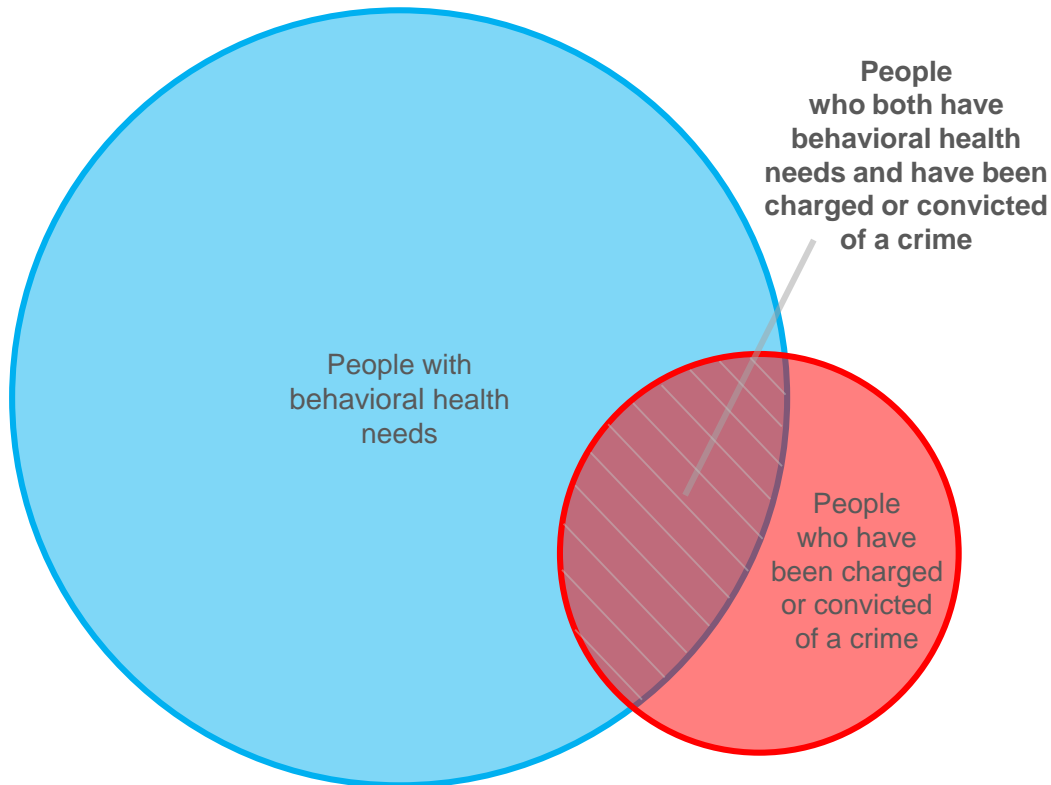 People
who both have
behavioral health
needs and have been
charged or convicted
of a crime
People with
behavioral health
needs
People
who have
been charged
or convicted
of a crime